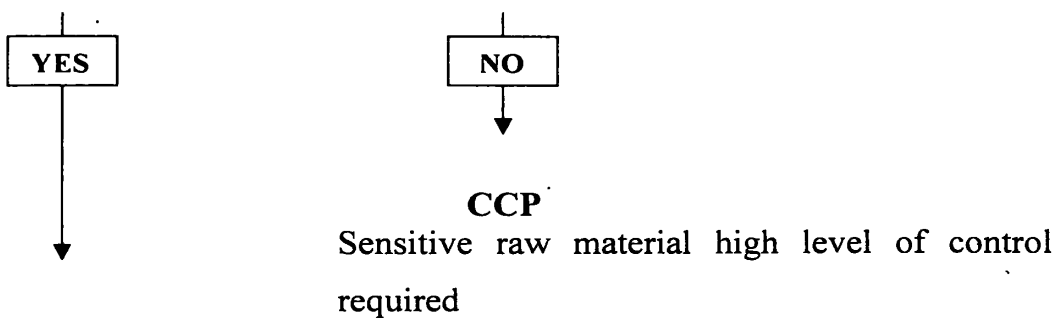 YES
NO
CCP
Sensitive raw material high level of control
required